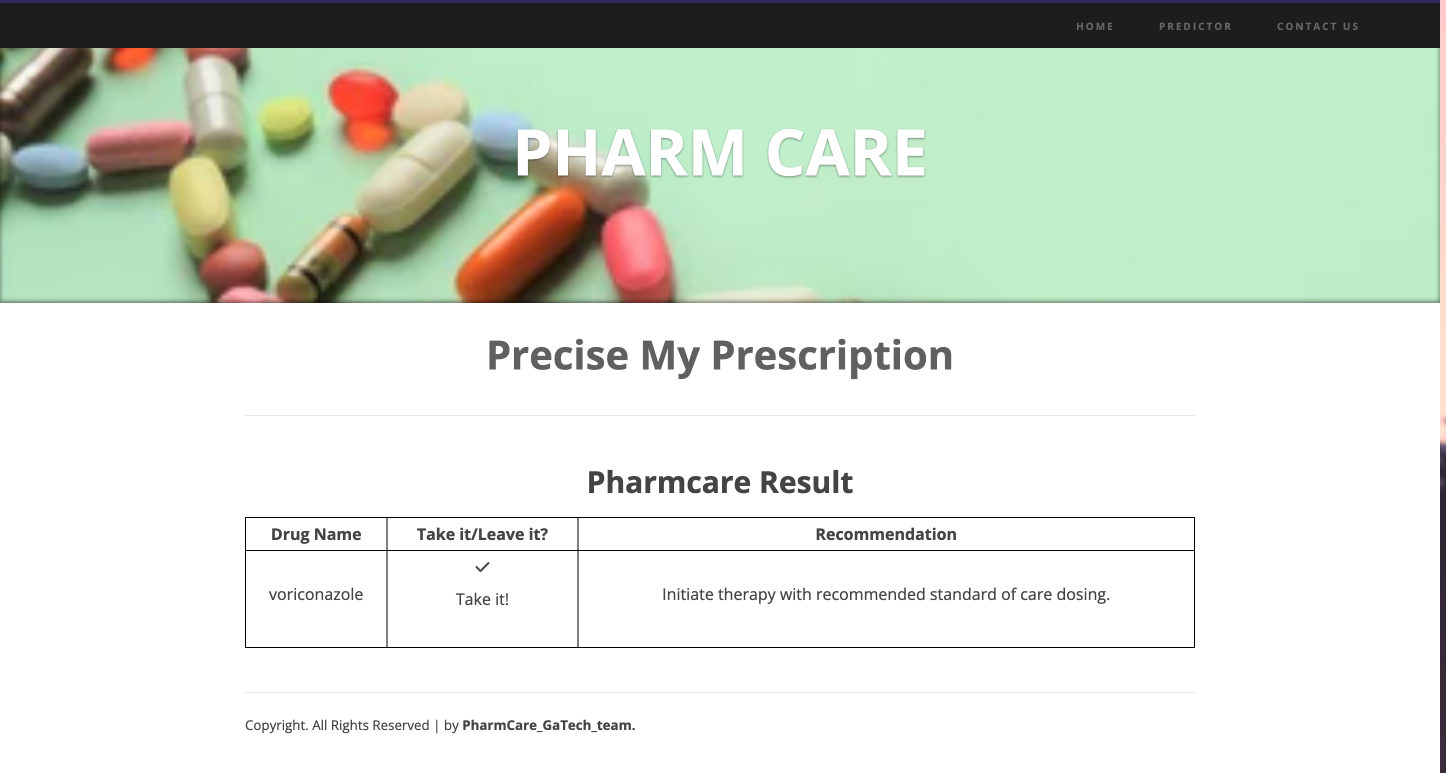 HOME PREDICTOR CONTACT US
PHARM CARE
Precise My Prescription
Pharmcare Result
Drug Name Take it/Leave it? Recommendation
voriconazole Take it! Initiate therapy with recommended standard of care dosing.
Copyright. All Rights Reserved | by PharmCare_GaTech_team.